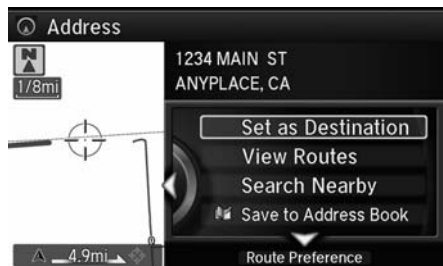 Address
N
1/8mi
1234 MAIN ST
ANYPLACE, CA
Set as Destination
View Routes
Search Nearby
Save to Address Book
4.9mi
Route Preference